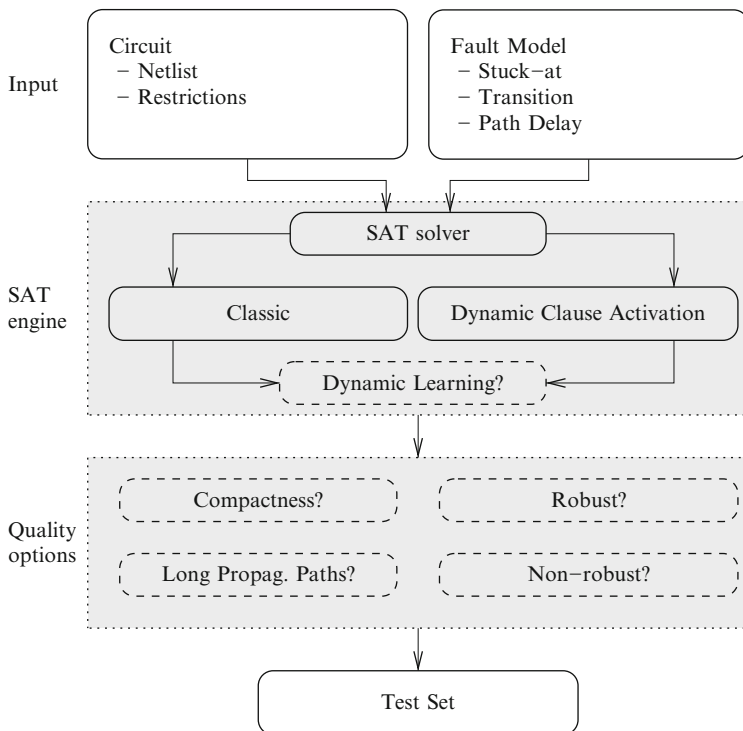 Input
Circuit
– Netlist
– Restrictions
Fault Model
– Stuck–at
– Transition
– Path Delay
SAT
engine
SAT solver
Classic
Dynamic Clause Activation
Dynamic Learning?
Quality
options
Compactness?
Robust?
Long Propag. Paths?
Non–robust?
Test Set